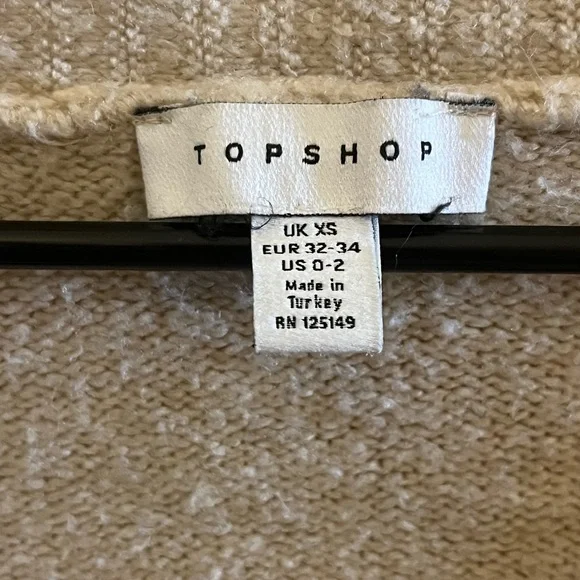 TOPSHOP
UK XS
EUR 32-34
US 0-2
Made in
Turkey
RN 125149